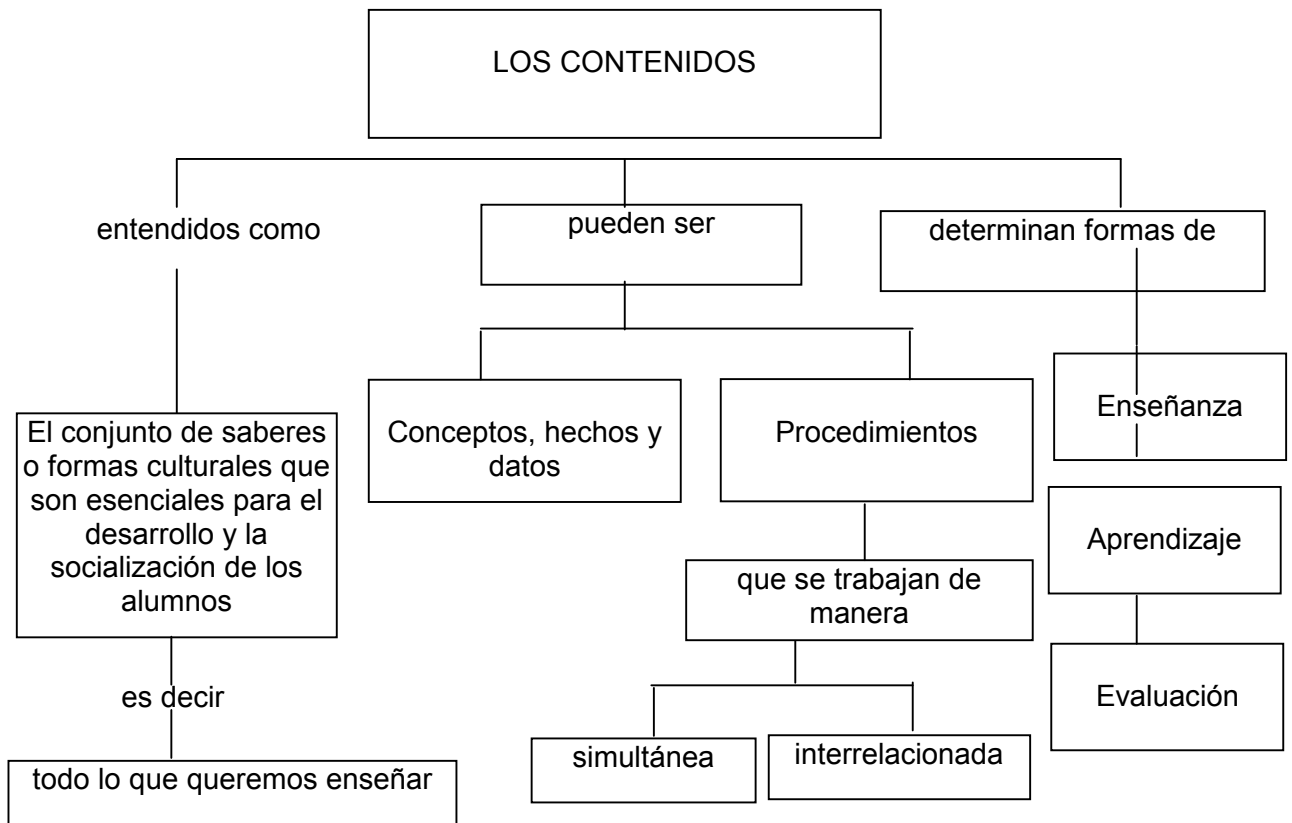 LOS CONTENIDOS
entendidos como
pueden ser
determinan formas de
El conjunto de saberes
o formas culturales que
son esenciales para el
desarrollo y la
socialización de los
alumnos
es decir
todo lo que queremos enseñar
Conceptos, hechos y
datos
Procedimientos
que se trabajan de
manera
simultánea
interrelacionada
Enseñanza
Aprendizaje
Evaluación